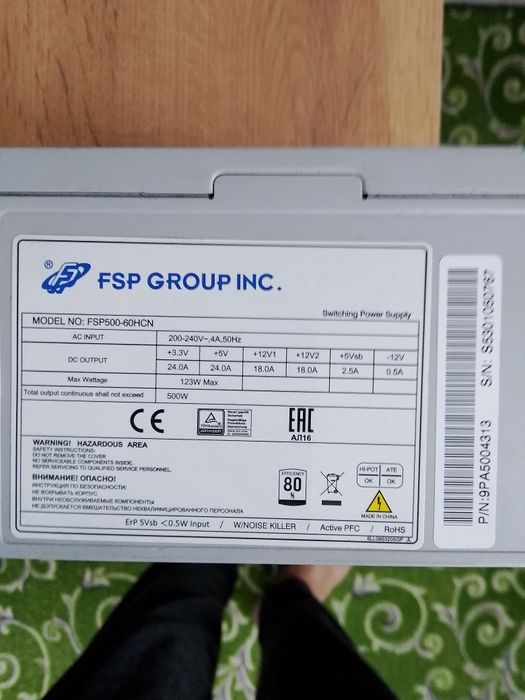 ® FSP GROUP INC.
Switching Power Supply
MODEL NO: FSP500-60HCN
AC INPUT 200-240V~,4A,50Hz
DC OUTPUT +3.3V +5V +12V1 +12V2 +5Vsb -12V
24.0A 24.0A 18.0A 18.0A 2.5A 0.5A
Max Wattage 123W Max
Total output continuous shall not exceed 500W
CE EAC
АЛ16
WARNING! HAZARDOUS AREA
SAFETY INSTRUCTIONS:
DO NOT REMOVE THE COVER
NO SERVICEABLE COMPONENTS INSIDE.
REFER SERVICING TO QUALIFIED SERVICE PERSONNEL.
ВНИМАНИЕ! ОПАСНО!
ИНСТРУКЦИЯ ПО БЕЗОПАСНОСТИ:
НЕ ВСКРЫВАТЬ КОРПУС.
ВНУТРИ НЕОБСЛУЖИВАЕМЫЕ КОМПОНЕНТЫ
НЕ ДОПУСКАЕТСЯ ВМЕШАТЕЛЬСТВО НЕКВАЛИФИЦИРОВАННОГО ПЕРСОНАЛА
EFFICIENCY
80
HI-POT ATE
OK OK
MADE IN CHINA
ErP 5Vsb <0.5W Input / W/NOISE KILLER / Active PFC / RoHS
P/N:9PA5004313 S/N: S5301050767